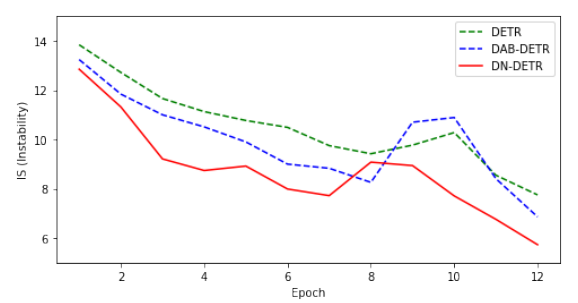 DETR
DAB-DETR
DN-DETR
14
12
10
8
6
IS (Instability)
2
4
6
8
10
12
Epoch